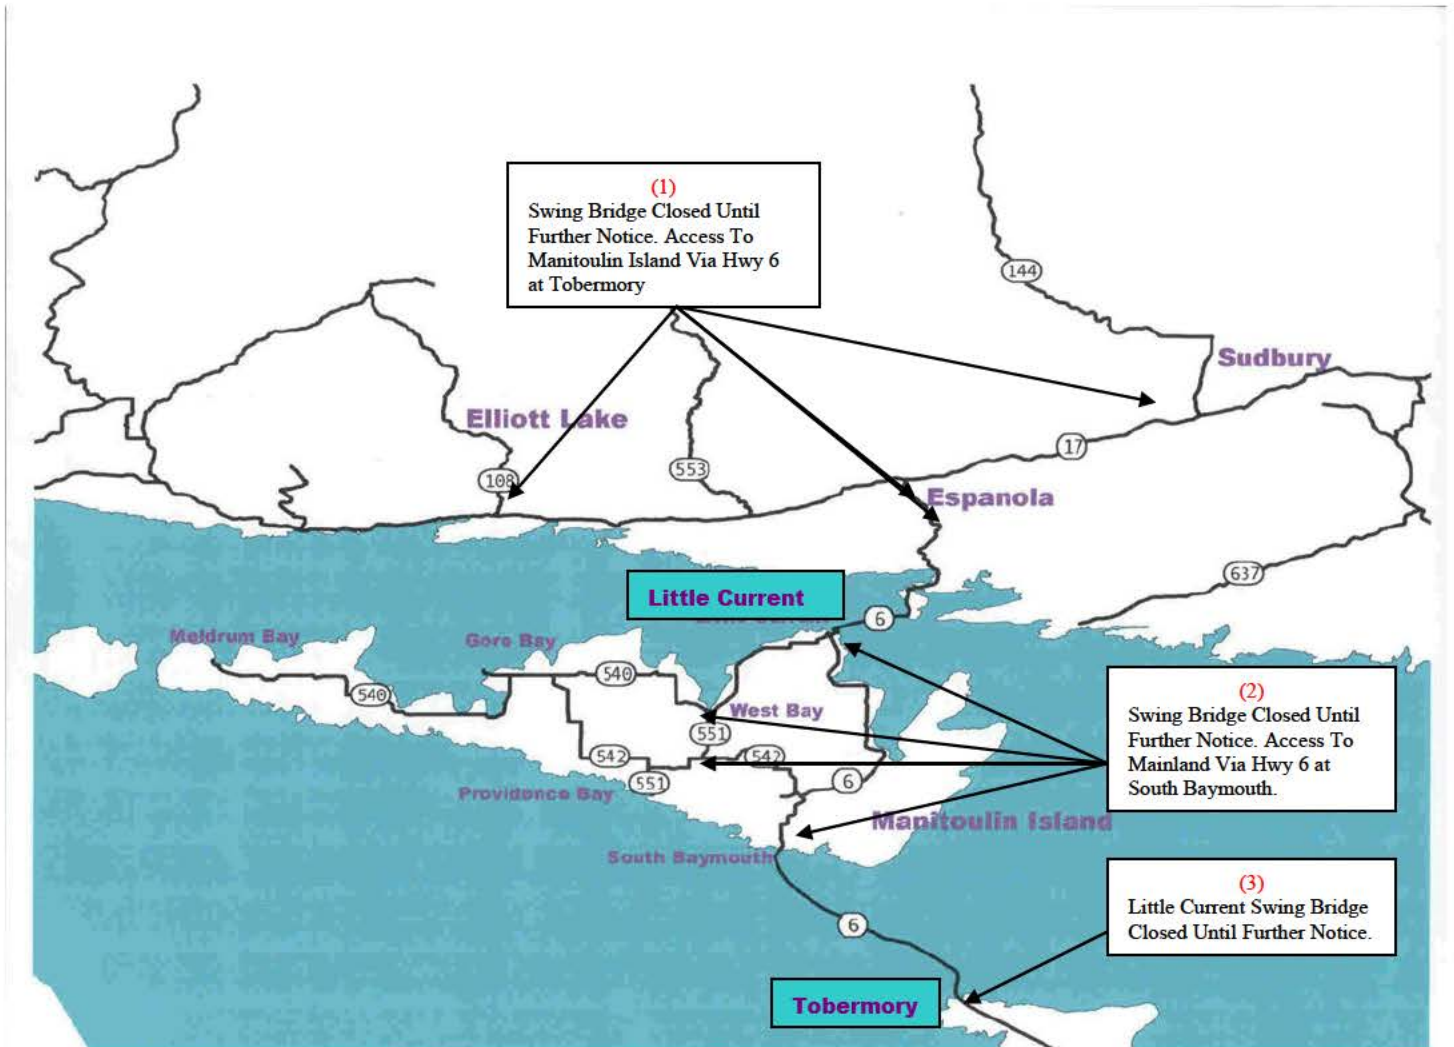 (1)
Swing Bridge Closed Until
Further Notice. Access To
Manitoulin Island Via Hwy 6
at Tobermory
144
Sudbury
Elliott Lake
17
108
553
Espanola
637
Little Current
6
Meldrum Bay
Gore Bay
540
540
(2)
Swing Bridge Closed Until
Further Notice. Access To
Mainland Via Hwy 6 at
South Baymouth.
West Bay
551
542
542
551
6
Providence Bay
Manitoulin Island
South Baymouth
(3)
Little Current Swing Bridge
Closed Until Further Notice.
6
Tobermory